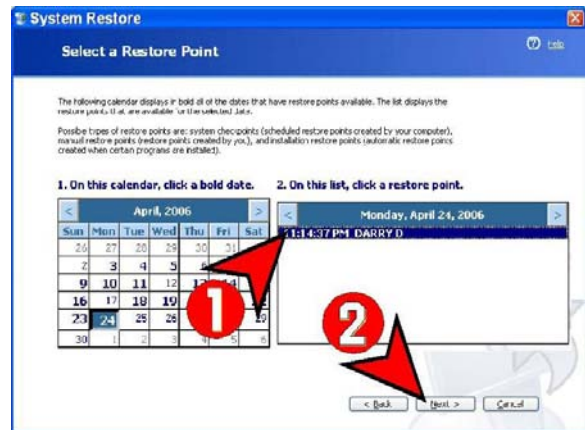 System Restore
Select a Restore Point
Help
The following calendar displays in bold all of the dates that have restore points available. The list displays the
restore points that are available for the selected date.
Possible types of restore points are: system checkpoints (scheduled restore points created by your computer),
manual restore points (restore points created by you), and installation restore points (automatic restore points
created when certain programs are installed).
1. On this calendar, click a bold date.
2. On this list, click a restore point.
< April, 2006 >
< Monday, April 24, 2006 >
Sun Mon Tue Wed Thu Fri Sat
11:14:37 PM DARRY D
26 27 28 29 30 31
2 3 4 5
9 10 11 12
16 17 18 19
23 24 25 26 29
30 1 2 3 4 5 6
1
2
< Back Next > Cancel